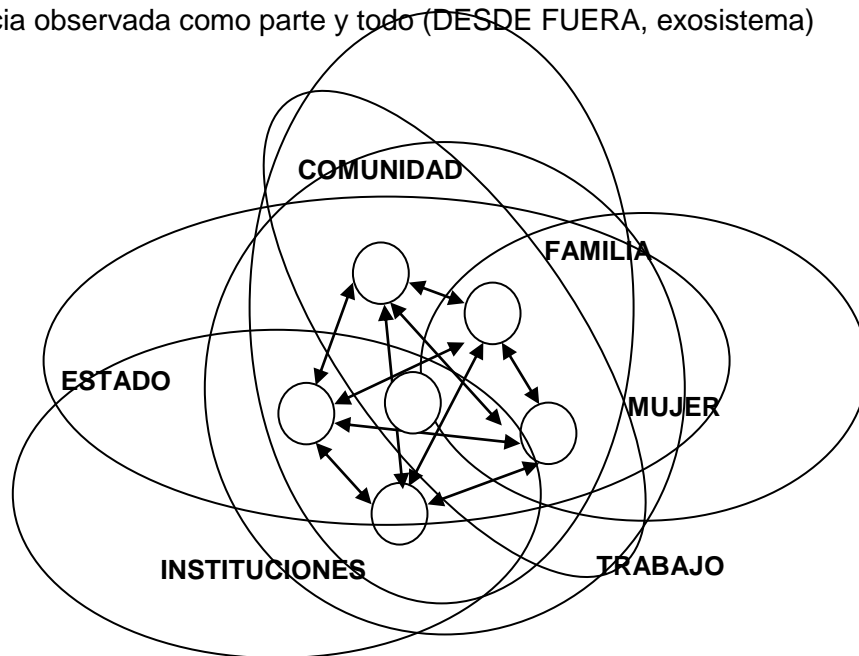 cia observada como parte y todo (DESDE FUERA, exosistema)
COMUNIDAD
FAMILIA
ESTADO
MUJER
INSTITUCIONES
TRABAJO